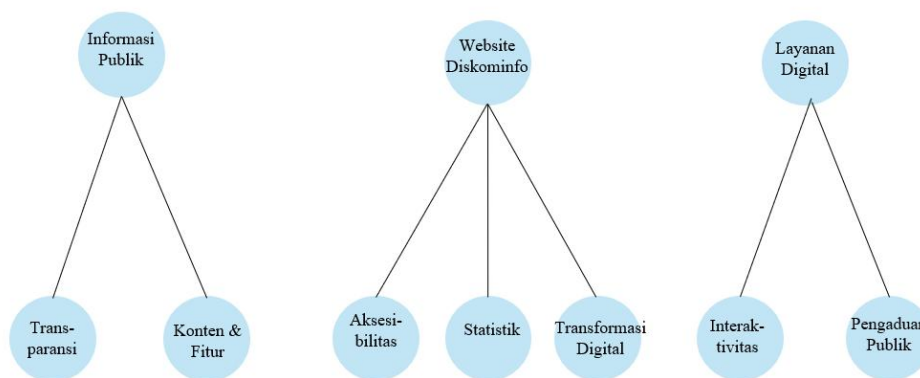 Informasi
Publik
Website
Diskominfo
Layanan
Digital
Trans-
paransi
Konten &
Fitur
Aksesi-
bilitas
Statistik
Transformasi
Digital
Interak-
tivitas
Pengaduan
Publik